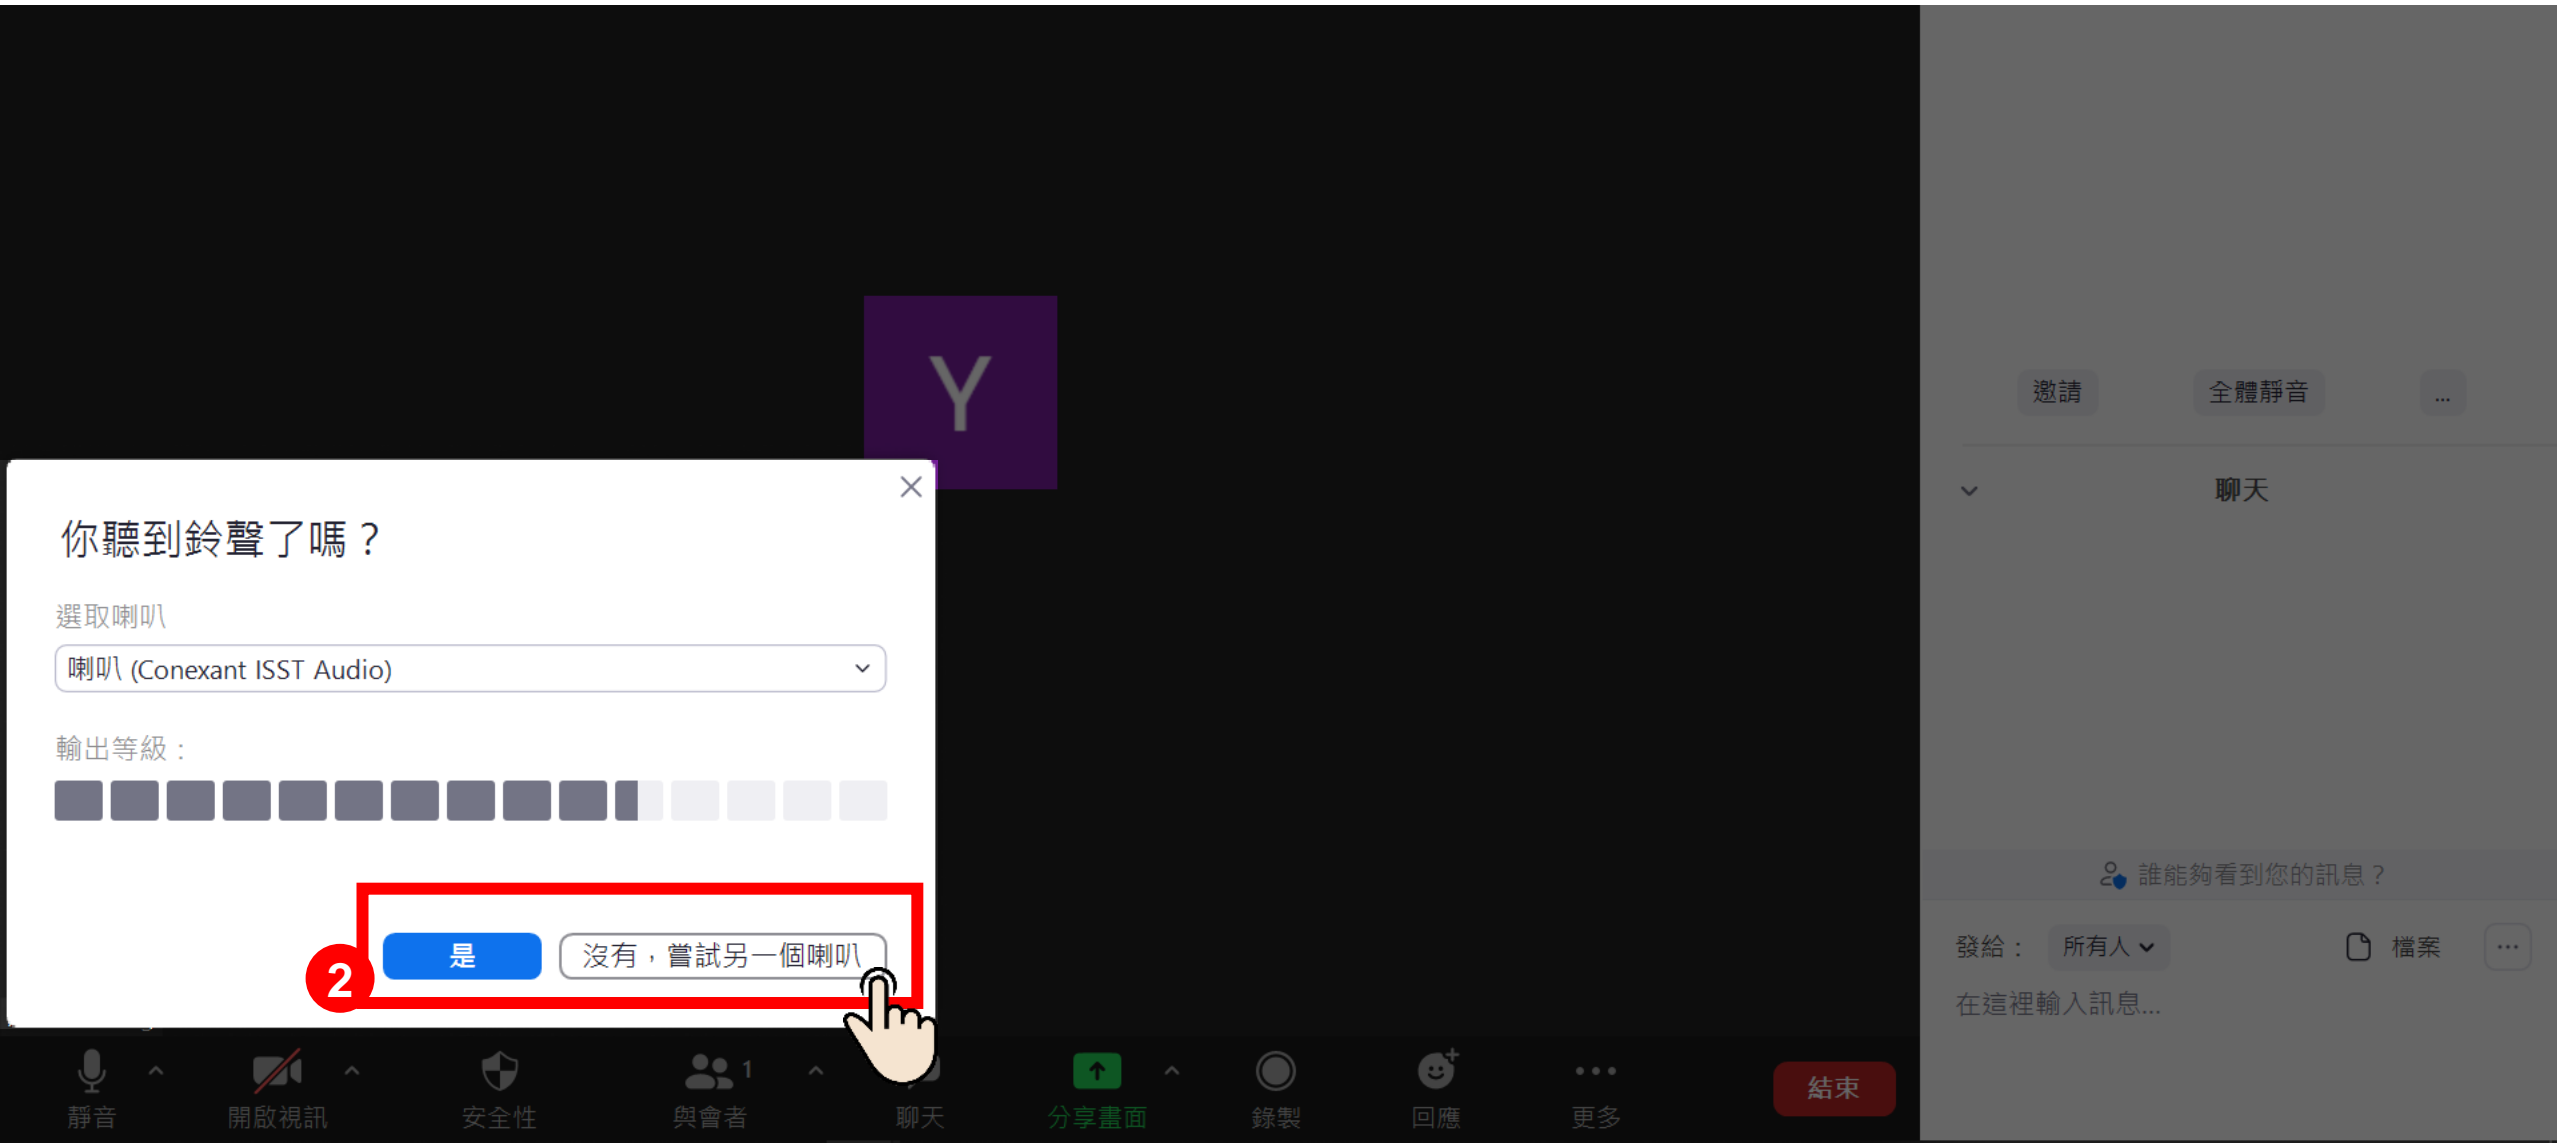 Y
你聽到鈴聲了嗎？
選取喇叭
喇叭 (Conexant ISST Audio)
輸出等級：
是
沒有，嘗試另一個喇叭
2
靜音
開啟視訊
安全性
1
與會者
聊天
分享畫面
錄製
回應
更多
結束
邀請
全體靜音
...
聊天
誰能夠看到您的訊息？
發給：
所有人
檔案
在這裡輸入訊息...